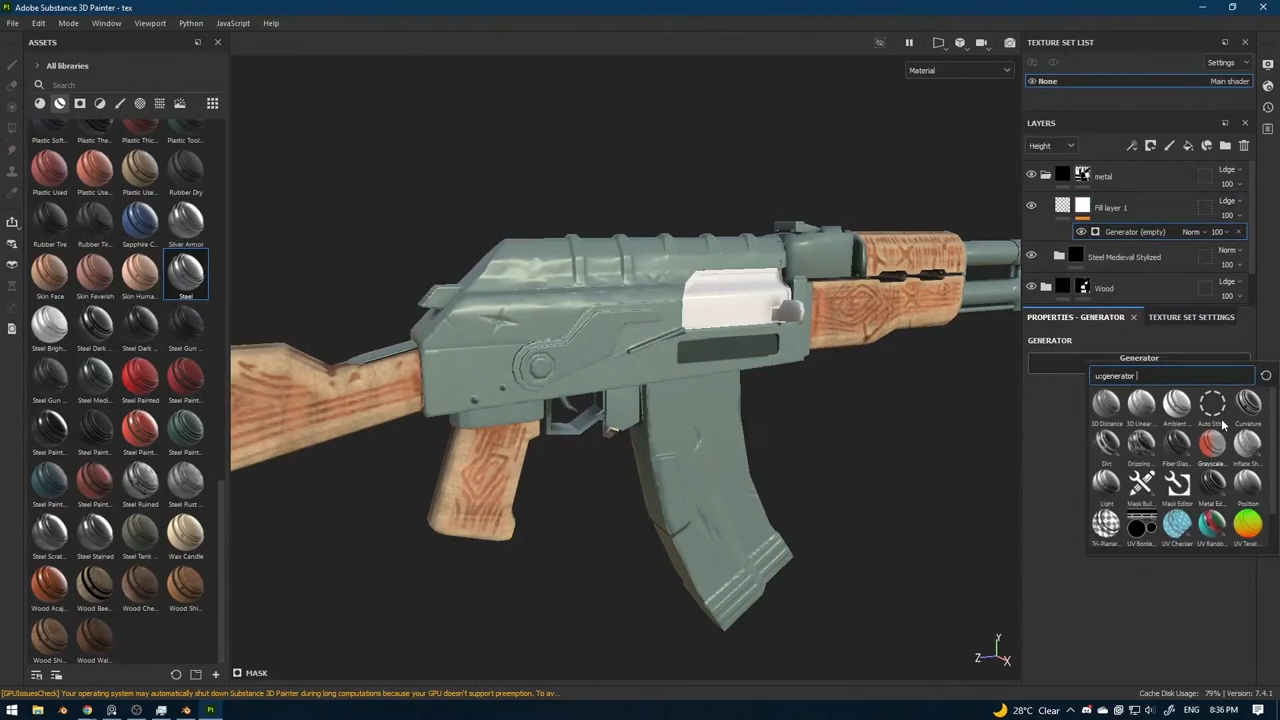 Adobe Substance 3D Painter - tex
File Edit Mode Window Viewport Python JavaScript Help
ASSETS
All libraries
Search
Plastic Soft... Plastic The... Plastic Thic... Plastic Tool...
Plastic Used Plastic Use... Plastic Use... Rubber Dry
Rubber Tire Rubber Tir... Sapphire C... Silver Armor
Skin Face Skin Feverish Skin Huma... Steel
Steel Brigh... Steel Dark ... Steel Dark ... Steel Gun ...
Steel Gun ... Steel Medi... Steel Paint... Steel Paint...
Steel Paint... Steel Paint... Steel Paint... Steel Paint...
Steel Paint... Steel Paint... Steel Ruined Steel Rust ...
Steel Scrat... Steel Stained Steel Tank ... Wax Candle
Wood Acaj... Wood Bee... Wood Che... Wood Shi...
Wood Shi... Wood Wal...
Material
Y
Z
X
MASK
TEXTURE SET LIST
Settings
None Main shader
LAYERS
Height
metal Ldge 100
Fill layer 1 Ldge 100
Generator (empty) Norm 100
Steel Medieval Stylized Norm 100
Wood Ldge 100
PROPERTIES - GENERATOR TEXTURE SET SETTINGS
GENERATOR
Generator
u:generator
3D Distance 3D Linear ... Ambient ... Auto Curvature
Dirt Dripping ... Fiber Glas... Grayscale... Inflate Sh...
Light Mask Buil... Mask Editor Metal Ed... Position
Tri-Planar... UV Borde... UV Checker UV Rando... UV Texel ...
[GPUIssuesCheck] Your operating system may automatically shut down Substance 3D Painter during long computations because your GPU doesn't support preemption. To av...
Cache Disk Usage: 79% | Version: 7.4.1
28°C Clear ENG 8:36 PM